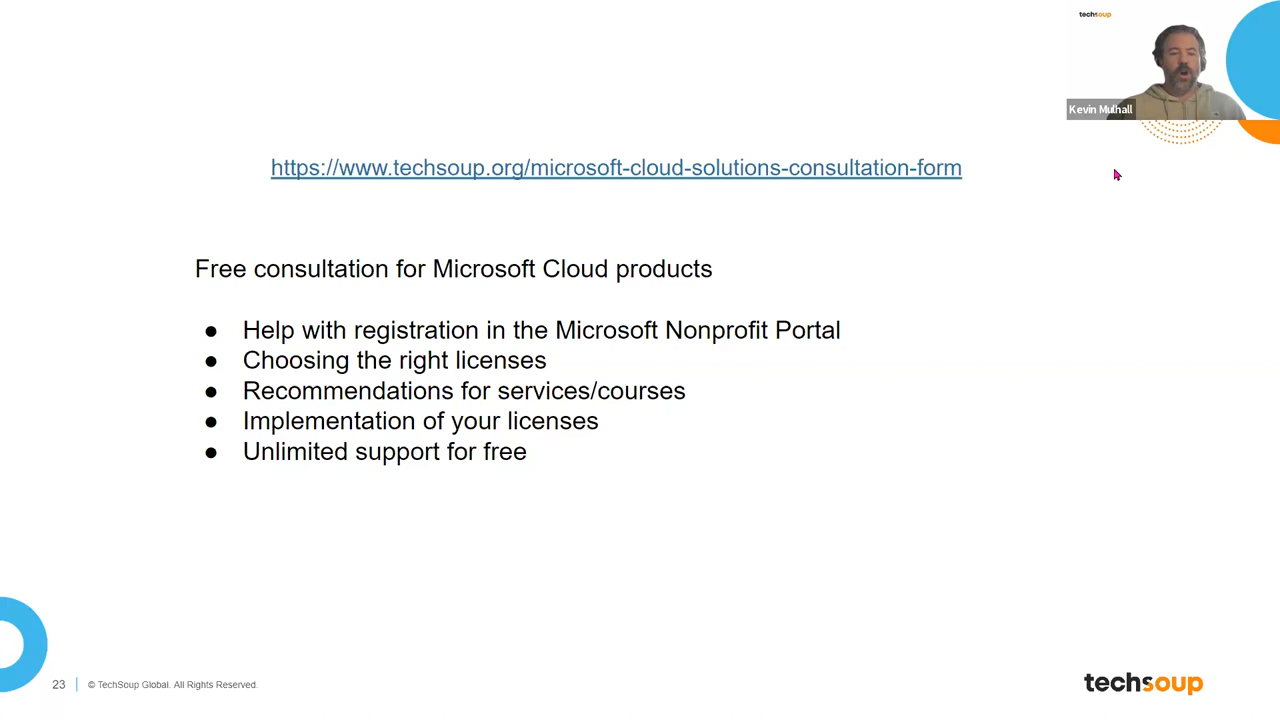 techsoup
Kevin Mulhall
https://www.techsoup.org/microsoft-cloud-solutions-consultation-form
Free consultation for Microsoft Cloud products
● Help with registration in the Microsoft Nonprofit Portal
● Choosing the right licenses
● Recommendations for services/courses
● Implementation of your licenses
● Unlimited support for free
23 | © TechSoup Global. All Rights Reserved.
techsoup